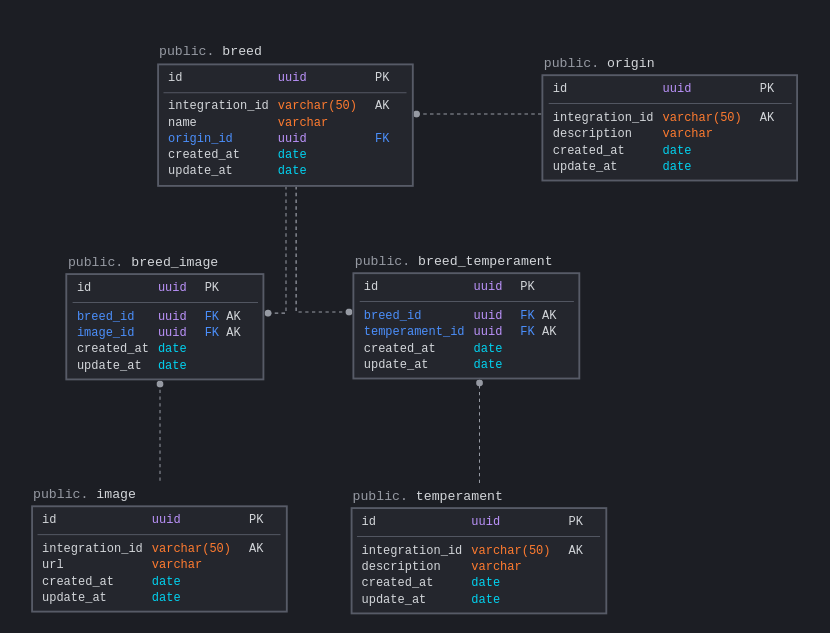 public. breed
id uuid PK
integration_id varchar(50) AK
name varchar
origin_id uuid FK
created_at date
update_at date
public. origin
id uuid PK
integration_id varchar(50) AK
description varchar
created_at date
update_at date
public. breed_image
id uuid PK
breed_id uuid FK AK
image_id uuid FK AK
created_at date
update_at date
public. breed_temperament
id uuid PK
breed_id uuid FK AK
temperament_id uuid FK AK
created_at date
update_at date
public. image
id uuid PK
integration_id varchar(50) AK
url varchar
created_at date
update_at date
public. temperament
id uuid PK
integration_id varchar(50) AK
description varchar
created_at date
update_at date